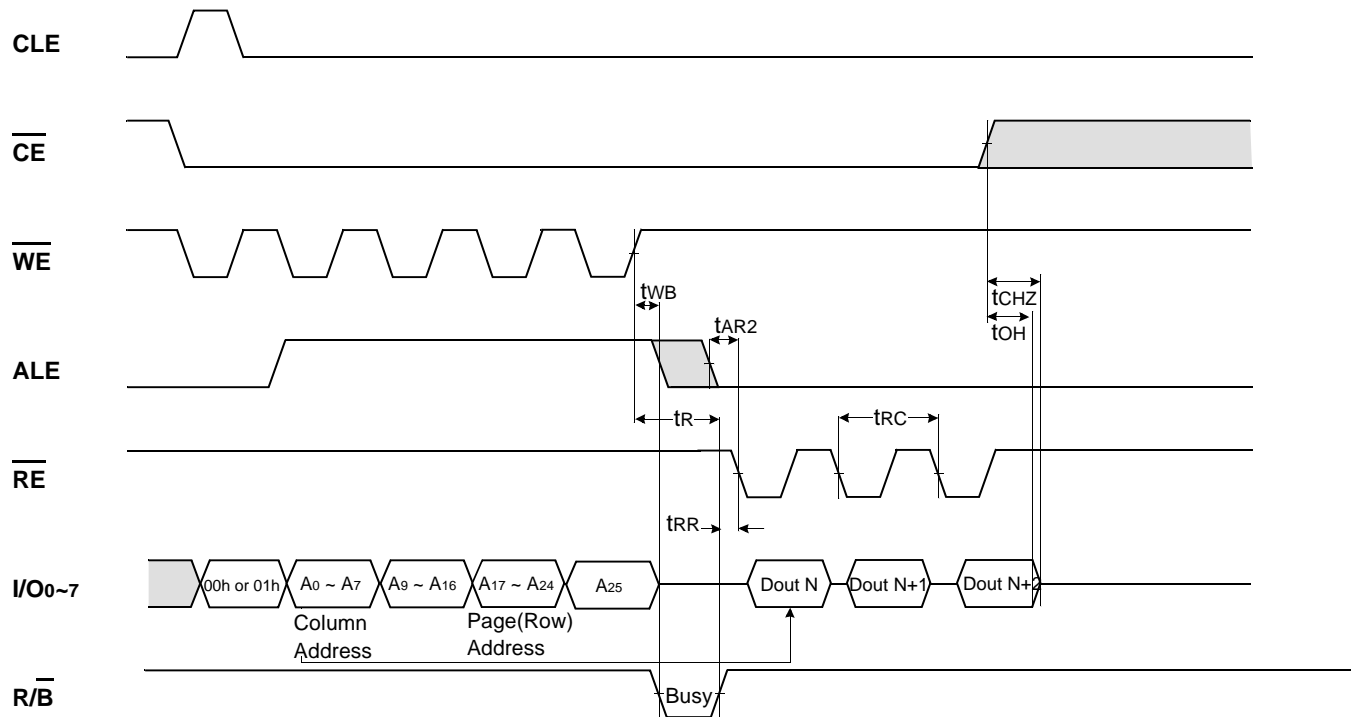 CLE
CE
WE
tWB
tCHZ
tAR2
tOH
ALE
tR
tRC
RE
tRR
I/O0~7
00h or 01h
A0 ~ A7
A9 ~ A16
A17 ~ A24
A25
Dout N
Dout N+1
Dout N+2
Column
Address
Page(Row)
Address
R/B
Busy